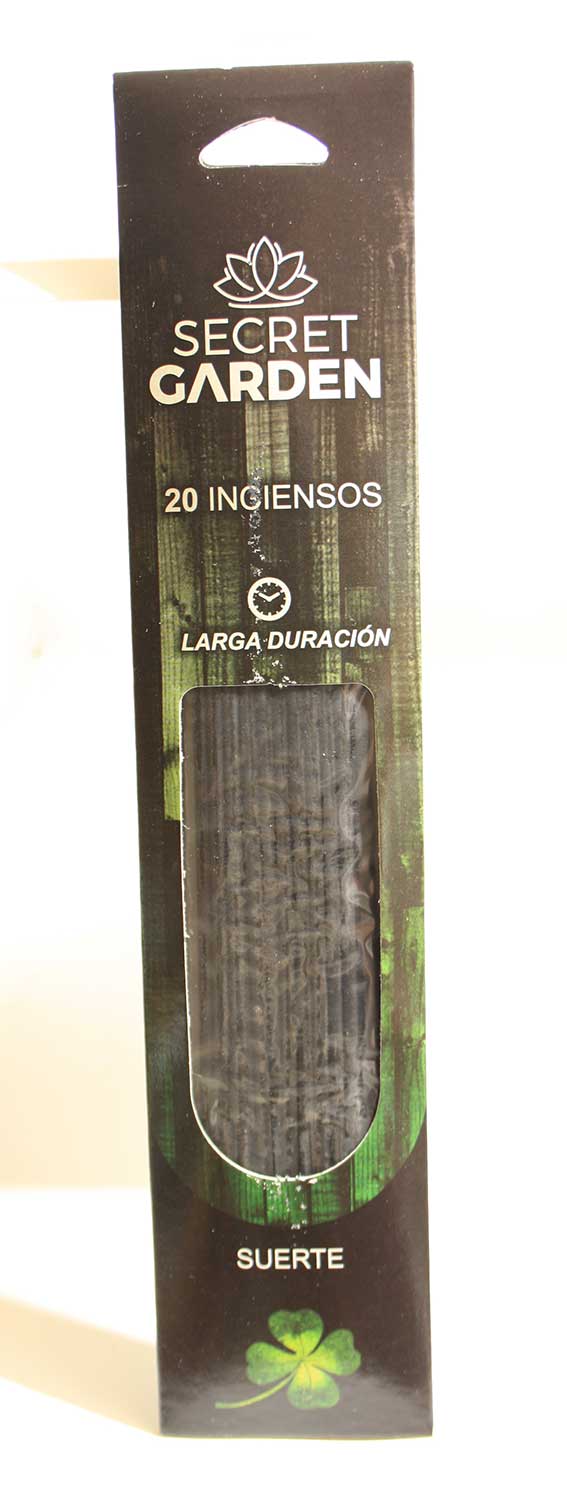 SECRET
GARDEN
20 INCIENSOS
LARGA DURACIÓN
SUERTE